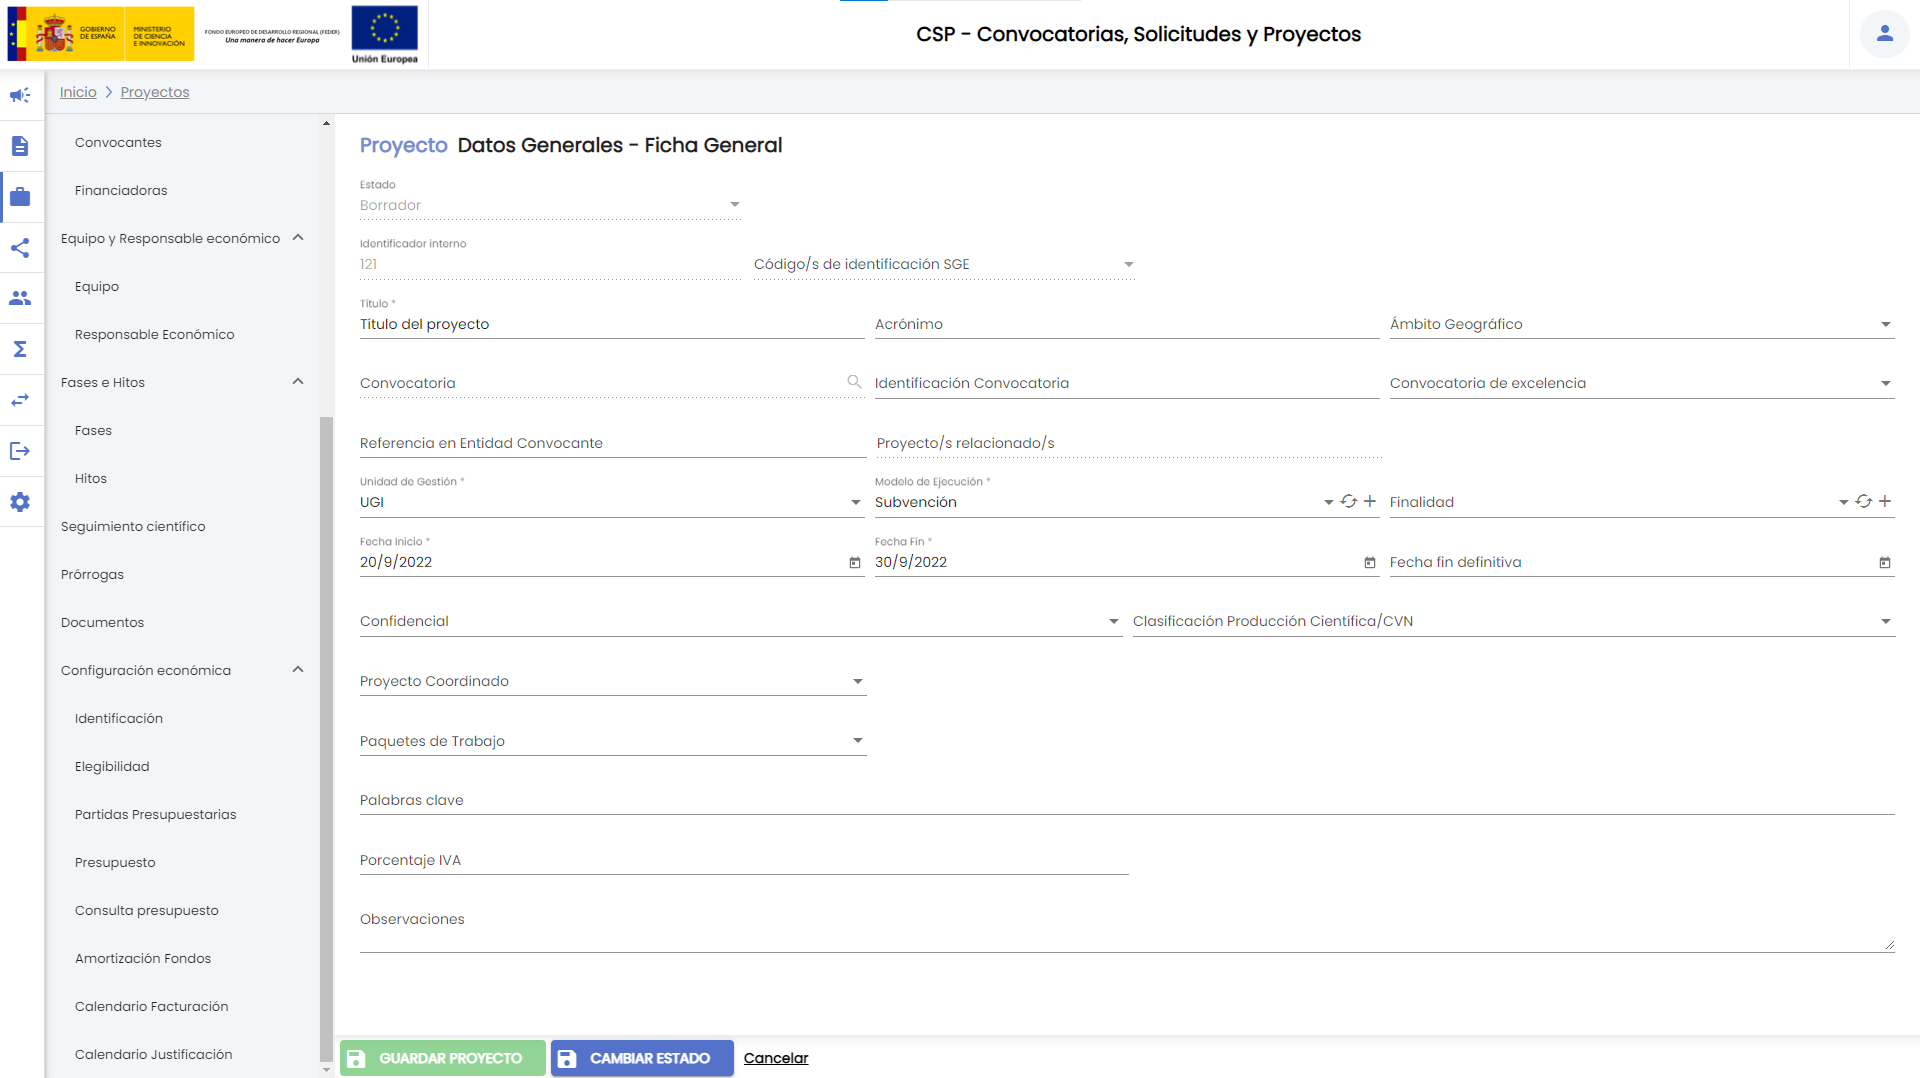 GOBIERNO
DE ESPAÑA
MINISTERIO
DE CIENCIA
E INNOVACIÓN
FONDO EUROPEO DE DESARROLLO REGIONAL (FEDER)
Una manera de hacer Europa
Unión Europea
CSP - Convocatorias, Solicitudes y Proyectos
Inicio > Proyectos
Convocantes
Financiadoras
Equipo y Responsable económico
Equipo
Responsable Económico
Fases e Hitos
Fases
Hitos
Seguimiento científico
Prórrogas
Documentos
Configuración económica
Identificación
Elegibilidad
Partidas Presupuestarias
Presupuesto
Consulta presupuesto
Amortización Fondos
Calendario Facturación
Calendario Justificación
Proyecto Datos Generales - Ficha General
Estado
Borrador
Identificador interno
121
Código/s de identificación SGE
Título *
Título del proyecto
Acrónimo
Ámbito Geográfico
Convocatoria
Identificación Convocatoria
Convocatoria de excelencia
Referencia en Entidad Convocante
Proyecto/s relacionado/s
Unidad de Gestión *
UGI
Modelo de Ejecución *
Subvención
Finalidad
Fecha Inicio *
20/9/2022
Fecha Fin *
30/9/2022
Fecha fin definitiva
Confidencial
Clasificación Producción Científica/CVN
Proyecto Coordinado
Paquetes de Trabajo
Palabras clave
Porcentaje IVA
Observaciones
GUARDAR PROYECTO
CAMBIAR ESTADO
Cancelar